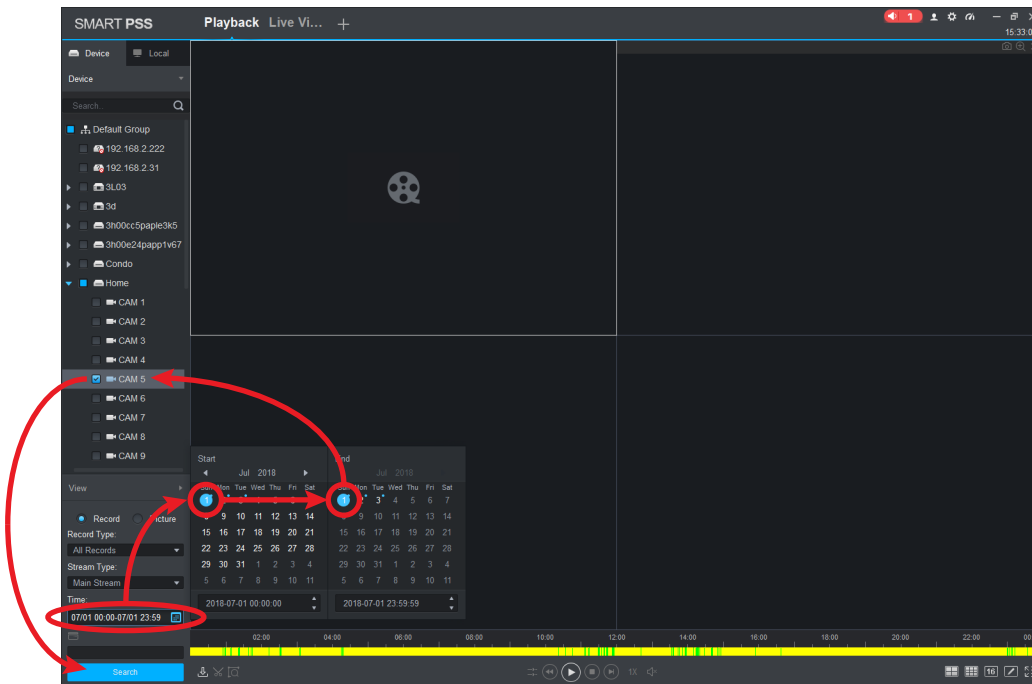 SMART PSS Playback Live Vi... + 1
15:33:0
Device Local
Device
Search..
Default Group
192.168.2.222
192.168.2.31
3L03
3d
3h00cc5paple3k5
3h00e24papp1v67
Condo
Home
CAM 1
CAM 2
CAM 3
CAM 4
CAM 5
CAM 6
CAM 7
CAM 8
CAM 9
View
Record Picture
Record Type:
All Records
Stream Type:
Main Stream
Time:
07/01 00:00-07/01 23:59
Search
Start
Jul 2018
Sun Mon Tue Wed Thu Fri Sat
1
9 10 11 12 13 14
15 16 17 18 19 20 21
22 23 24 25 26 27 28
29 30 31 1 2 3 4
5 6 7 8 9 10 11
2018-07-01 00:00:00
End
Jul 2018
Sun Mon Tue Wed Thu Fri Sat
1 2 3 4 5 6 7
8 9 10 11 12 13 14
15 16 17 18 19 20 21
22 23 24 25 26 27 28
29 30 31 1 2 3 4
5 6 7 8 9 10 11
2018-07-01 23:59:59
02:00 04:00 06:00 08:00 10:00 12:00 14:00 16:00 18:00 20:00 22:00 00
1X 16